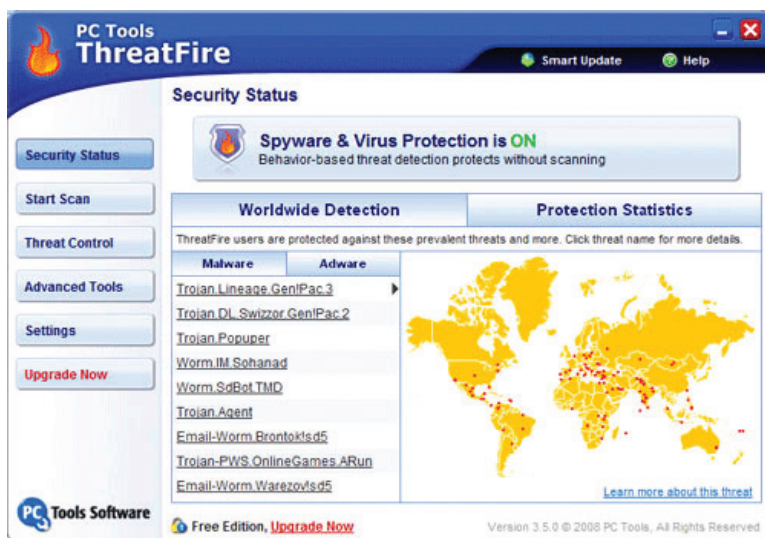 PC Tools
ThreatFire
Smart Update
Help
Security Status
Security Status
Start Scan
Threat Control
Advanced Tools
Settings
Upgrade Now
Spyware & Virus Protection is ON
Behavior-based threat detection protects without scanning
Worldwide Detection
Protection Statistics
ThreatFire users are protected against these prevalent threats and more. Click threat name for more details.
Malware
Adware
Trojan.Lineage.Gen!Pac.3
Trojan.DL.Swizzor.Gen!Pac.2
Trojan.Popuper
Worm.IM.Sohanad
Worm.SdBot.TMD
Trojan.Agent
Email-Worm.Brontok!sd5
Trojan-PWS.OnlineGames.ARun
Email-Worm.Warezov!sd5
Learn more about this threat
PC Tools Software
Free Edition, Upgrade Now
Version 3.5.0 © 2008 PC Tools, All Rights Reserved